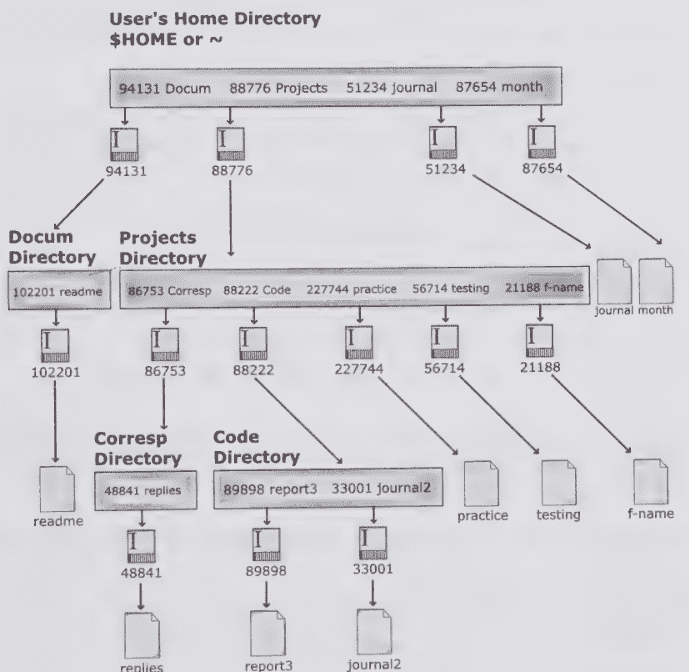 User's Home Directory
$HOME or ~
94131 Docum 88776 Projects 51234 journal 87654 month
I I I I
94131 88776 51234 87654
Docum
Directory
Projects
Directory
102201 readme
86753 Corresp 88222 Code 227744 practice 56714 testing 21188 f-name
journal month
I I I I I I
102201 86753 88222 227744 56714 21188
Corresp
Directory
Code
Directory
48841 replies
89898 report3 33001 journal2
readme
practice testing f-name
I I I
48841 89898 33001
replies report3 journal2